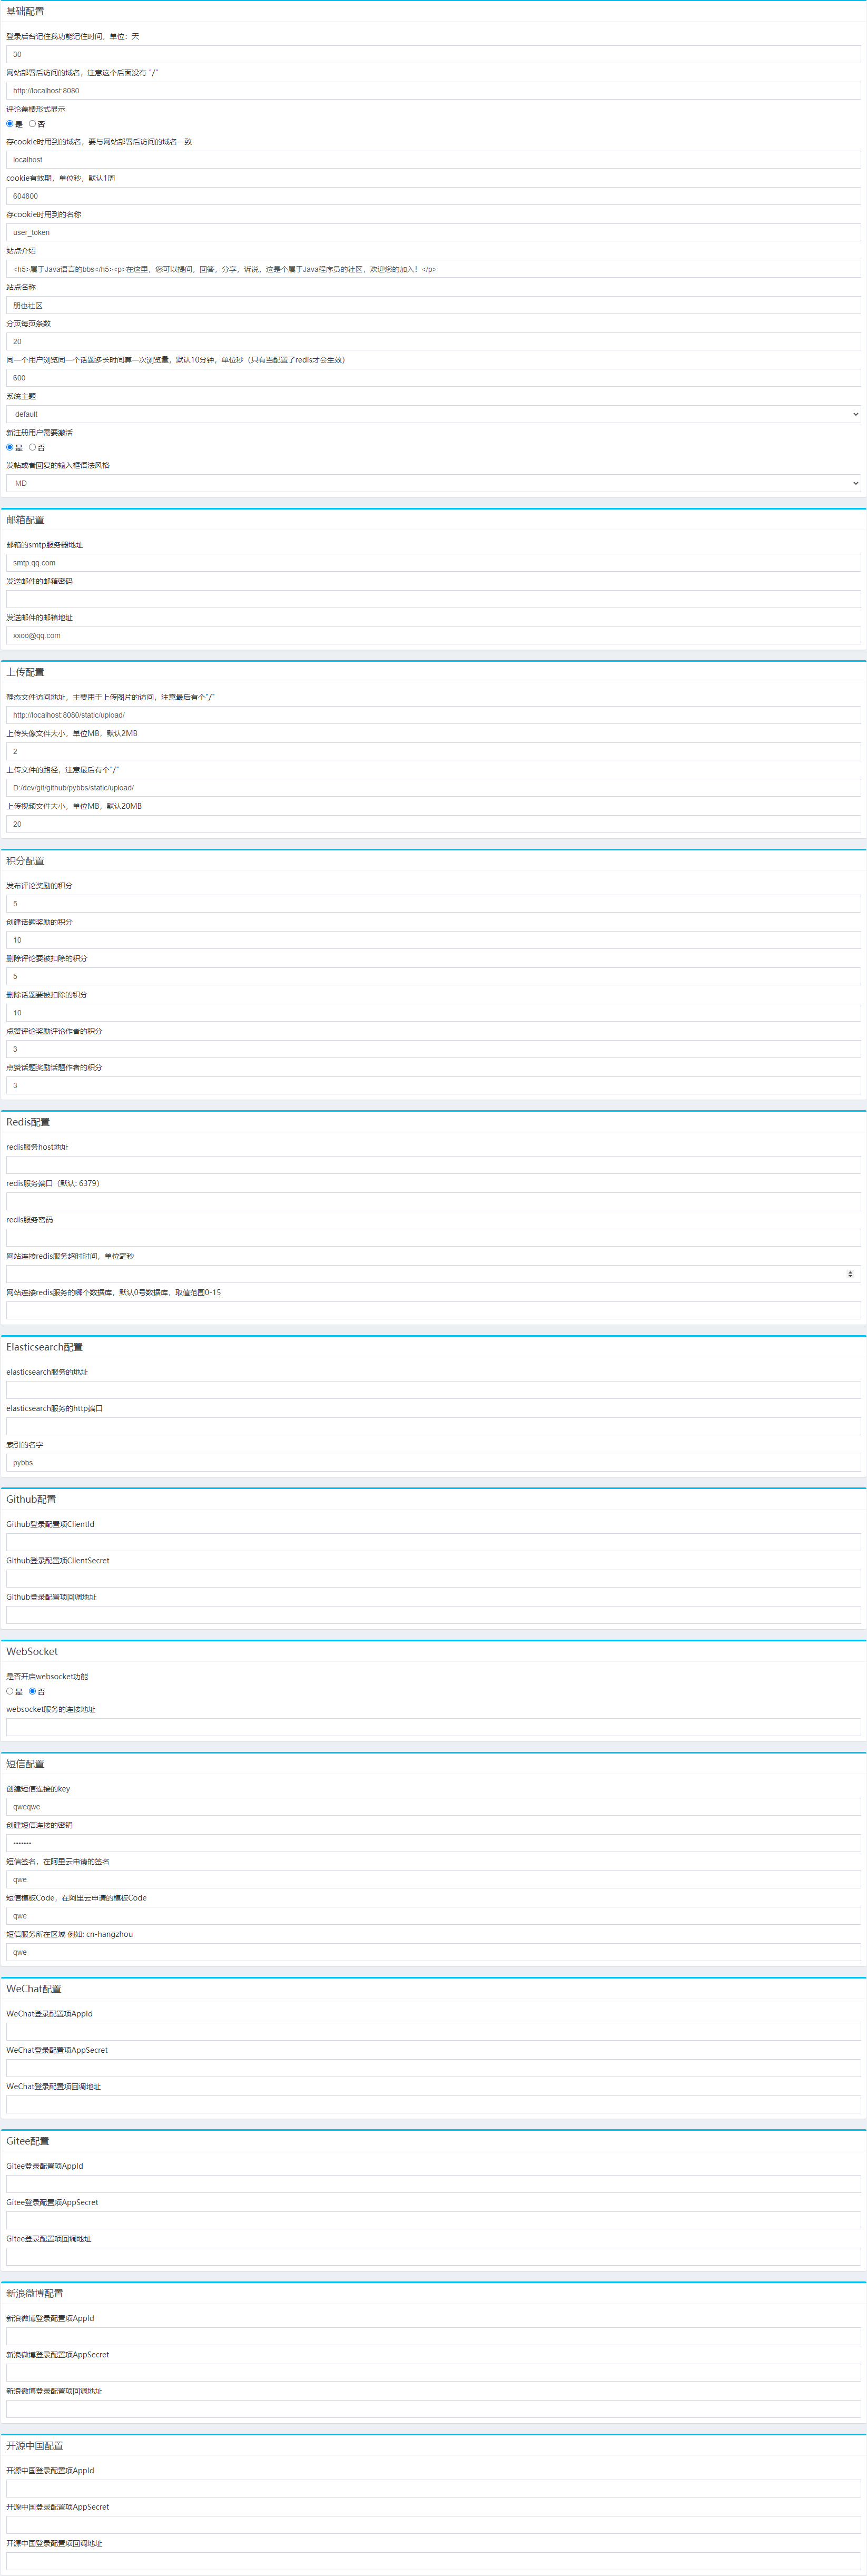 基础配置
登录后台记住我功能记住时间，单位：天
30
网站部署后访问的域名，注意这个后面没有 "/"
http://localhost:8080
评论盖楼形式显示
是 否
存cookie时用到的域名，要与网站部署后访问的域名一致
localhost
cookie有效期，单位秒，默认1周
604800
存cookie时用到的名称
user_token
站点介绍
<h5>属于Java语言的bbs</h5><p>在这里，您可以提问，回答，分享，诉说，这是个属于Java程序员的社区，欢迎您的加入！</p>
站点名称
朋也社区
分页每页条数
20
同一个用户浏览同一个话题多长时间算一次浏览量，默认10分钟，单位秒（只有当配置了redis才会生效）
600
系统主题
default
新注册用户需要激活
是 否
发帖或者回复的输入框语法风格
MD
邮箱配置
邮箱的smtp服务器地址
smtp.qq.com
发送邮件的邮箱密码
发送邮件的邮箱地址
xxoo@qq.com
上传配置
静态文件访问地址，主要用于上传图片的访问，注意最后有个"/"
http://localhost:8080/static/upload/
上传头像文件大小，单位MB，默认2MB
2
上传文件的路径，注意最后有个"/"
D:/dev/git/github/pybbs/static/upload/
上传视频文件大小，单位MB，默认20MB
20
积分配置
发布评论奖励的积分
5
创建话题奖励的积分
10
删除评论要被扣除的积分
5
删除话题要被扣除的积分
10
点赞评论奖励评论作者的积分
3
点赞话题奖励话题作者的积分
3
Redis配置
redis服务host地址
redis服务端口（默认: 6379）
redis服务密码
网站连接redis服务超时时间，单位毫秒
网站连接redis服务的哪个数据库，默认0号数据库，取值范围0-15
Elasticsearch配置
elasticsearch服务的地址
elasticsearch服务的http端口
索引的名字
pybbs
Github配置
Github登录配置项ClientId
Github登录配置项ClientSecret
Github登录配置项回调地址
WebSocket
是否开启websocket功能
是 否
websocket服务的连接地址
短信配置
创建短信连接的key
qweqwe
创建短信连接的密钥
•••••••
短信签名，在阿里云申请的签名
qwe
短信模板Code，在阿里云申请的模板Code
qwe
短信服务所在区域 例如: cn-hangzhou
qwe
WeChat配置
WeChat登录配置项AppId
WeChat登录配置项AppSecret
WeChat登录配置项回调地址
Gitee配置
Gitee登录配置项AppId
Gitee登录配置项AppSecret
Gitee登录配置项回调地址
新浪微博配置
新浪微博登录配置项AppId
新浪微博登录配置项AppSecret
新浪微博登录配置项回调地址
开源中国配置
开源中国登录配置项AppId
开源中国登录配置项AppSecret
开源中国登录配置项回调地址